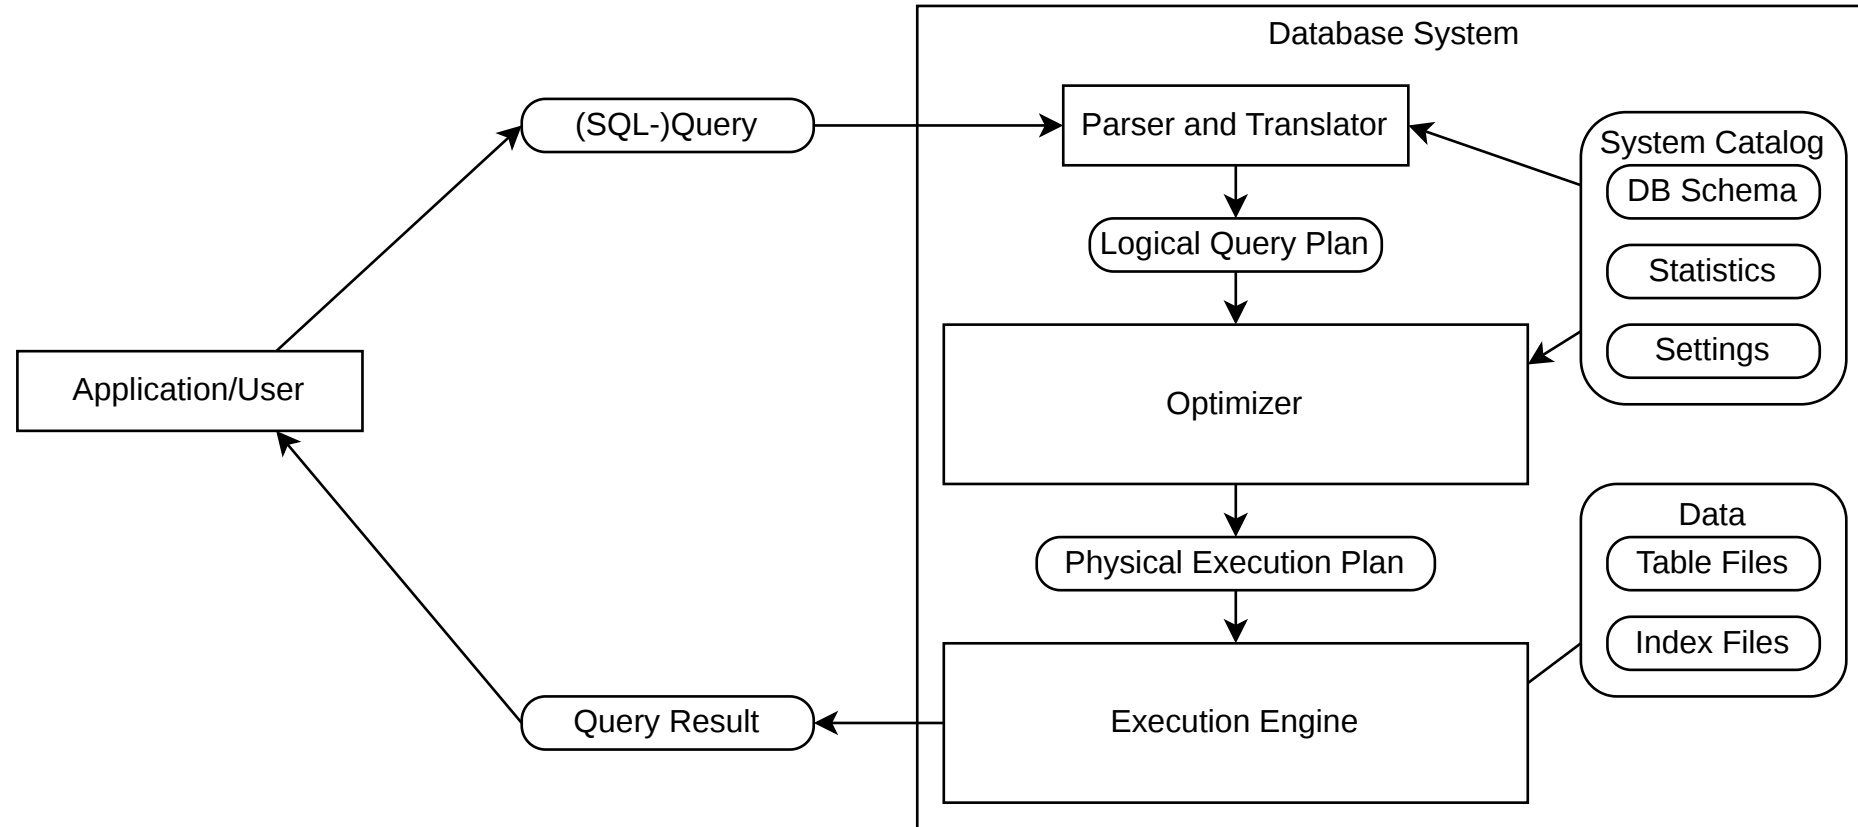 Database System
(SQL-)Query
Parser and Translator
System Catalog
DB Schema
Logical Query Plan
Statistics
Settings
Application/User
Optimizer
Data
Physical Execution Plan
Table Files
Index Files
Query Result
Execution Engine